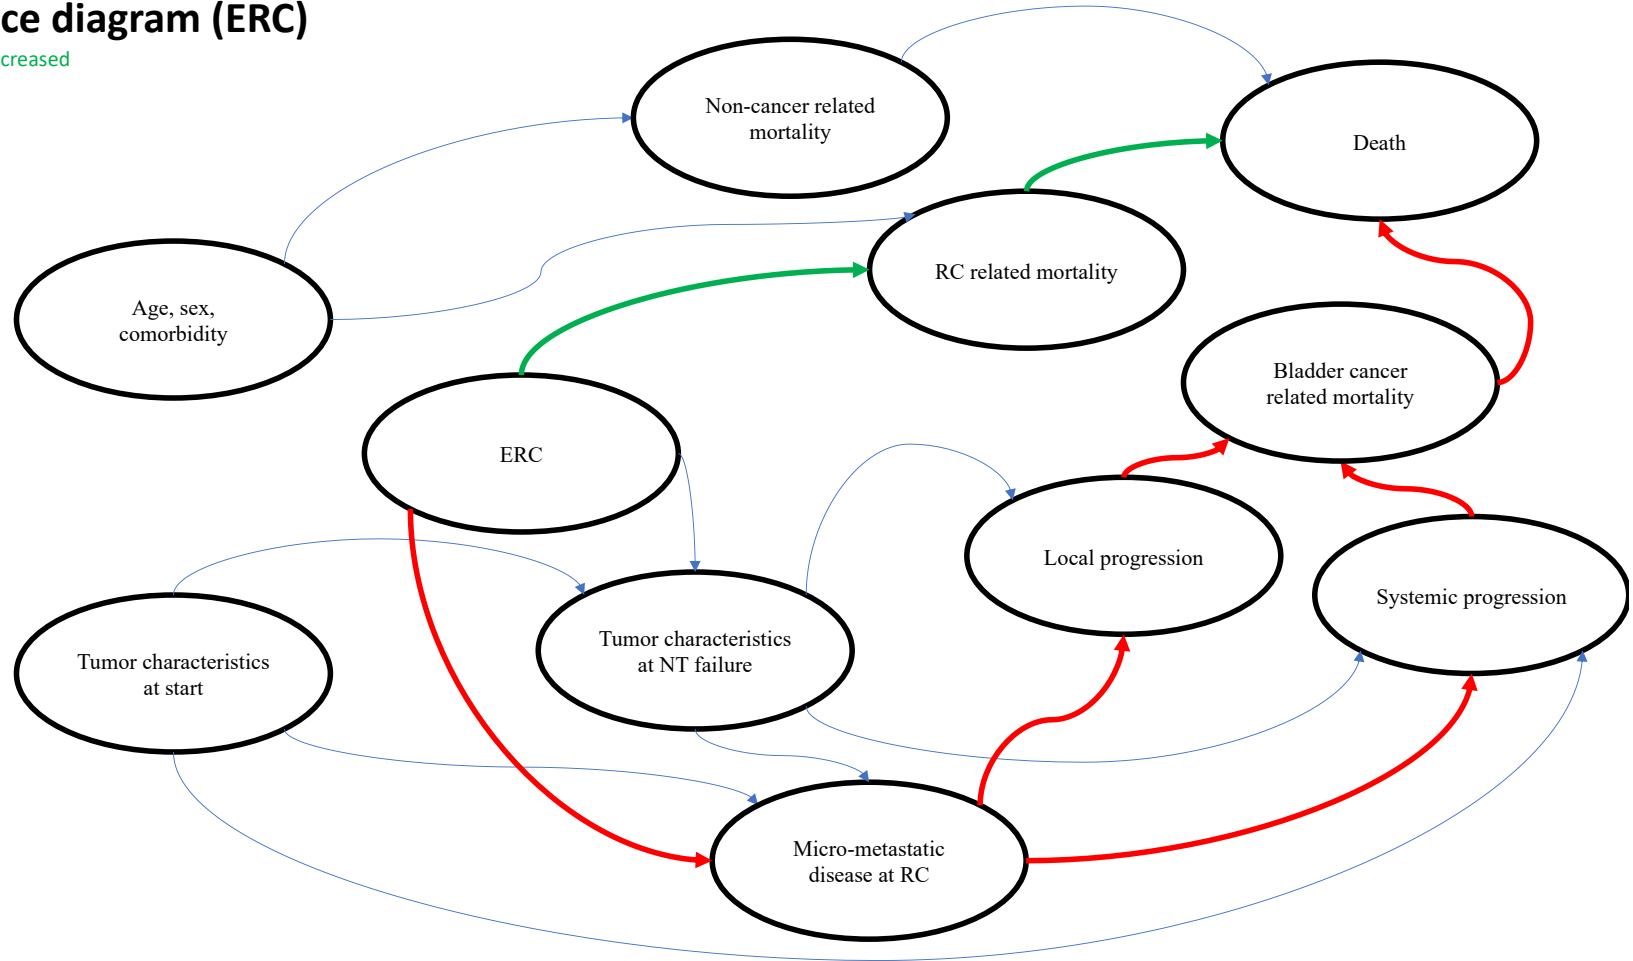 ce diagram (ERC)
creased
Non-cancer related
mortality
Death
RC related mortality
Age, sex,
comorbidity
Bladder cancer
related mortality
ERC
Local progression
Systemic progression
Tumor characteristics
at NT failure
Tumor characteristics
at start
Micro-metastatic
disease at RC